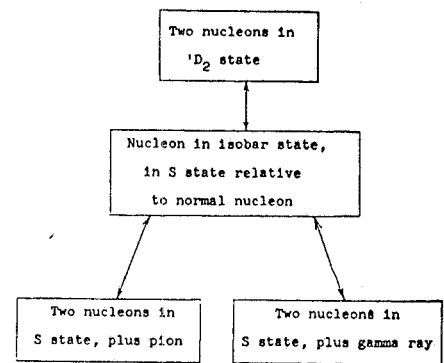 Two nucleons in
'D₂ state
Nucleon in isobar state,
in S state relative
to normal nucleon
Two nucleons in
S state, plus pion
Two nucleons in
S state, plus gamma ray